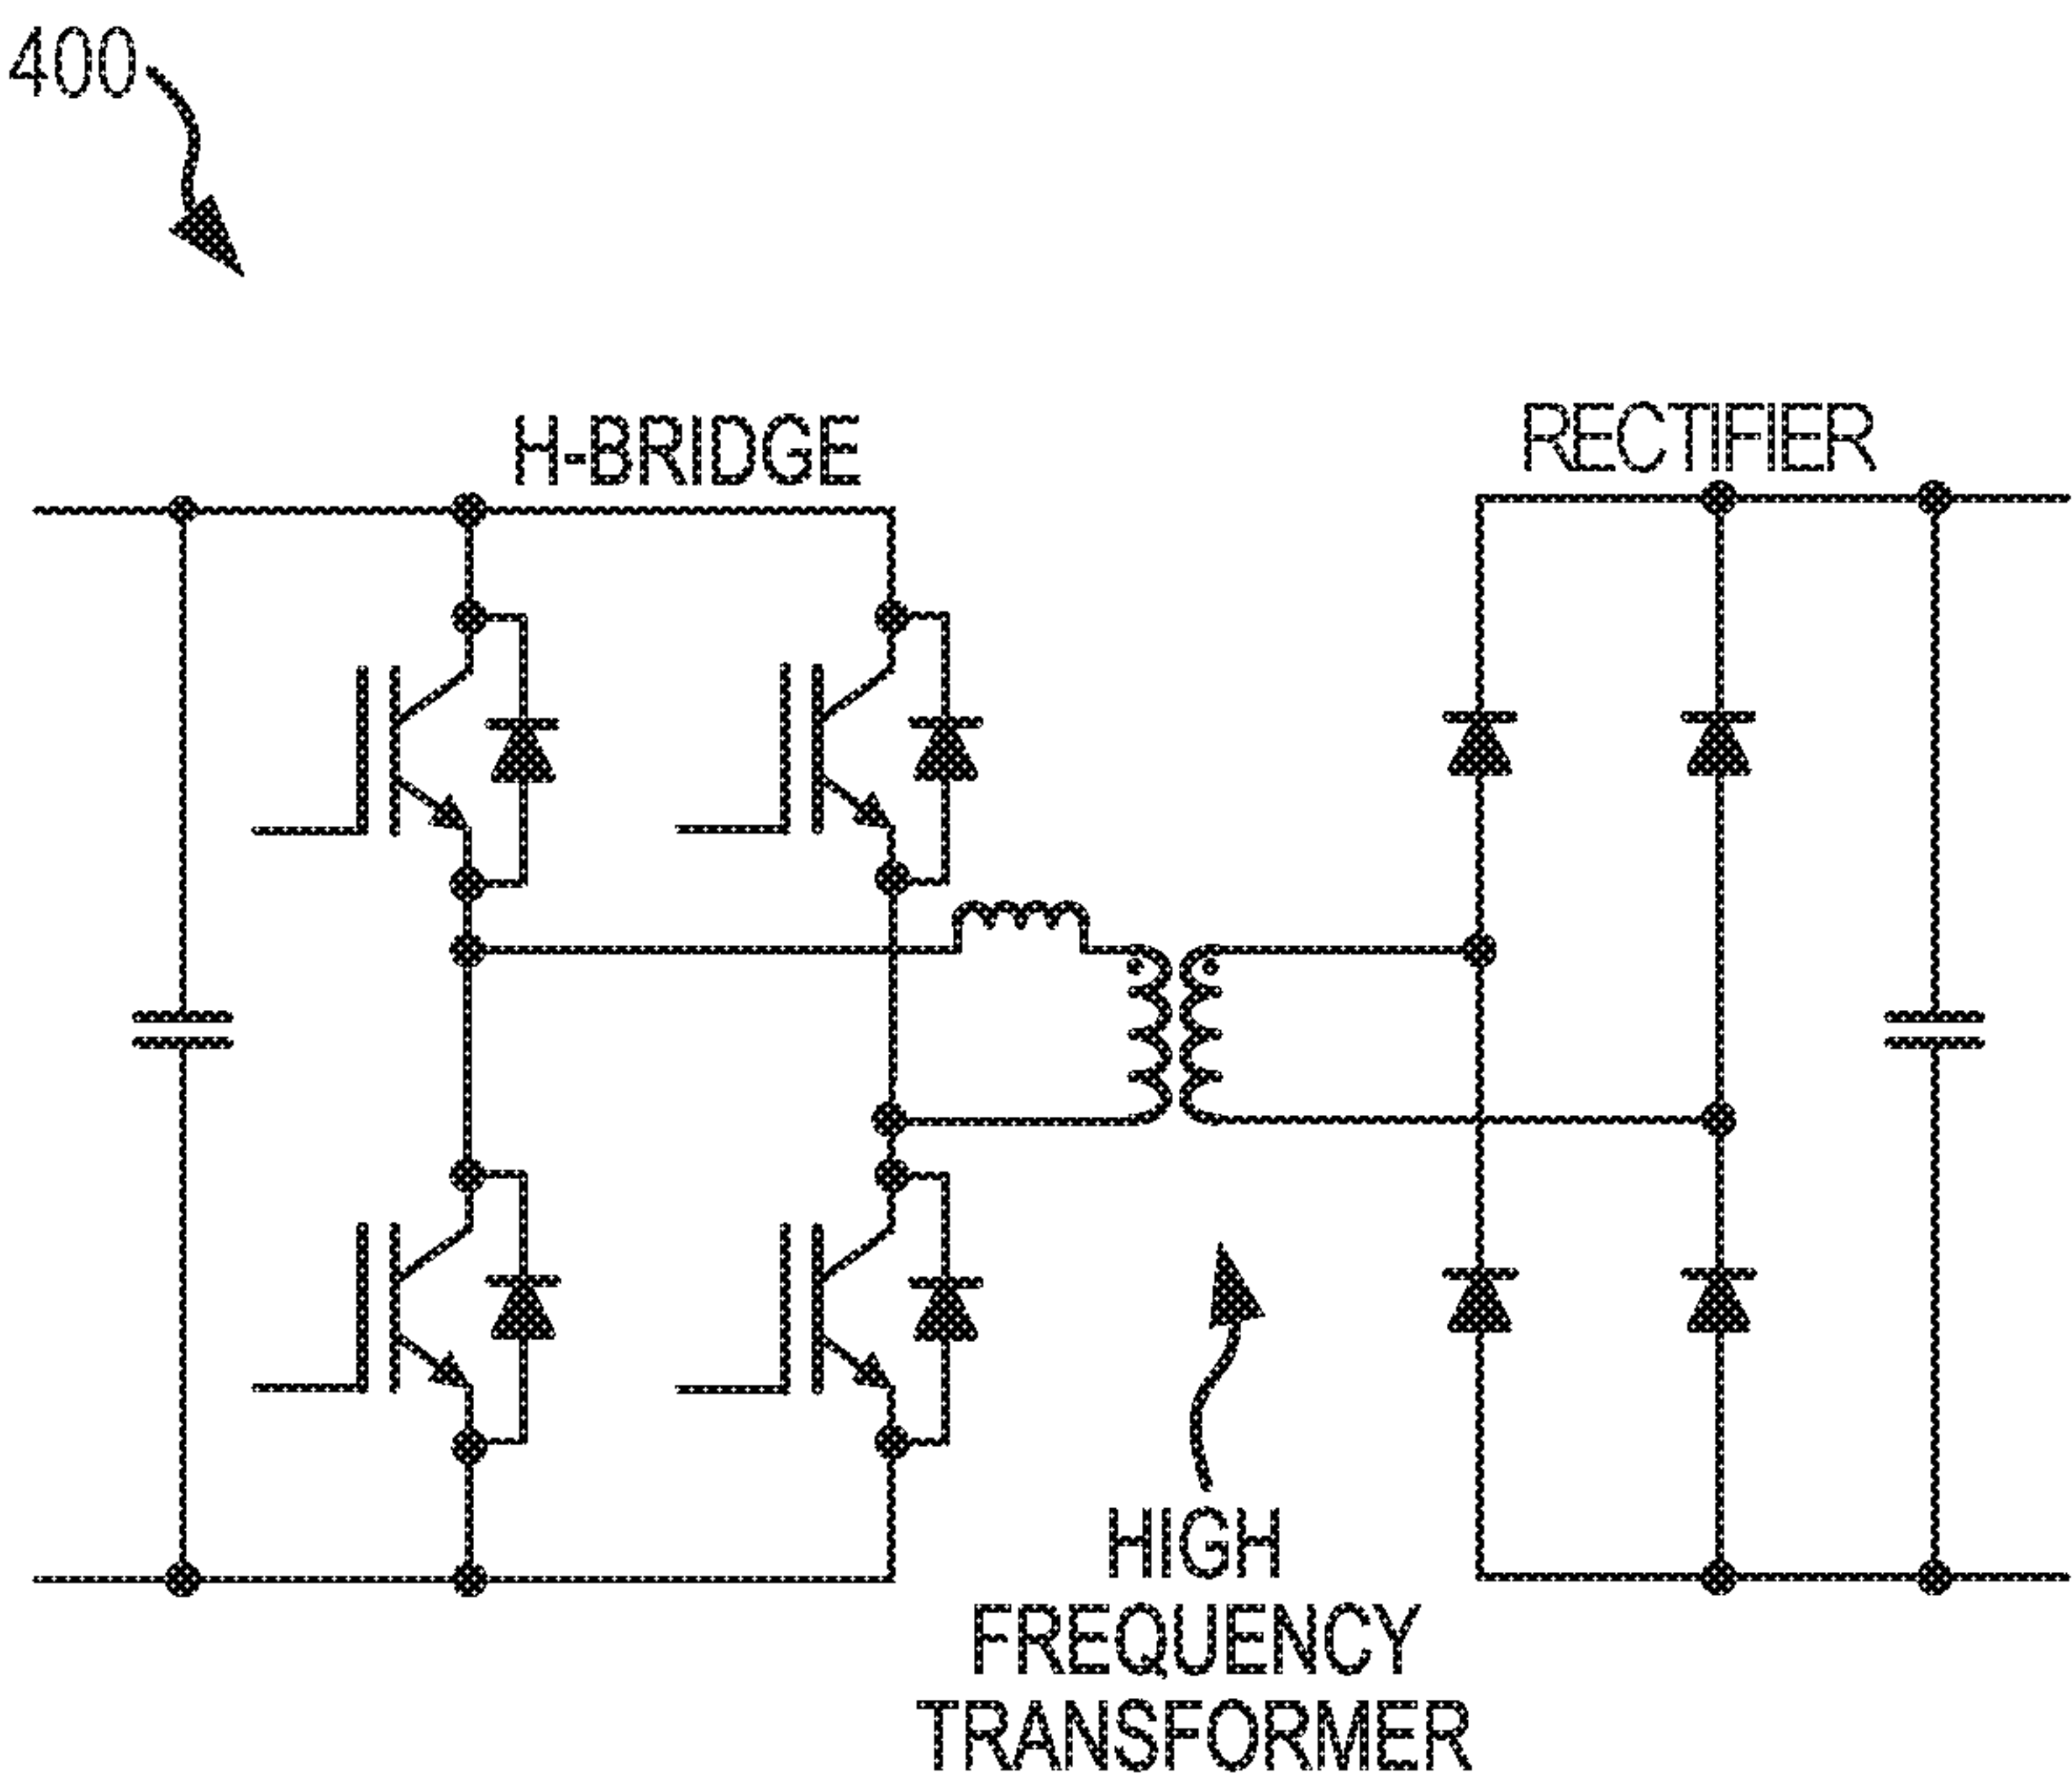 400
H-BRIDGE
RECTIFIER
HIGH
FREQUENCY
TRANSFORMER